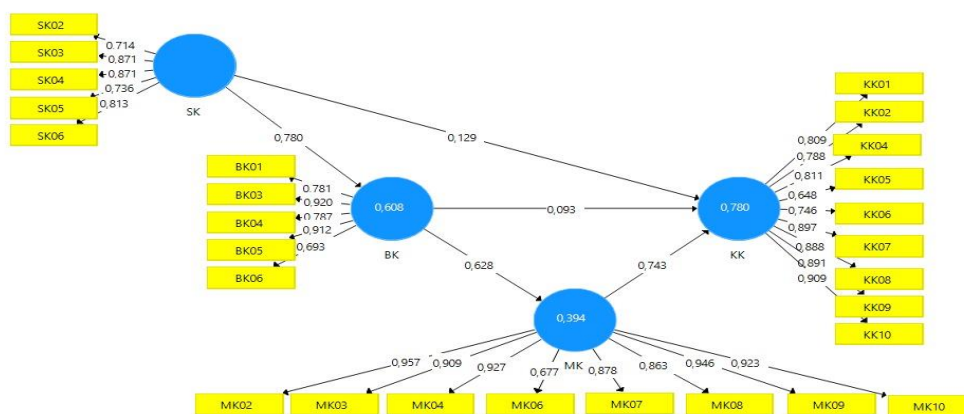 SK02
SK03
SK04
SK05
SK06
0.714
0,871
0,871
0,736
0,813
SK
0,780
0,129
BK01
BK03
BK04
BK05
BK06
0.781
0,920
0,787
0,912
0,693
0,608
BK
0,093
0,628
KK01
KK02
KK04
KK05
KK06
KK07
KK08
KK09
KK10
0,809
0,788
0,811
0,648
0,746
0,897
0,888
0,891
0,909
0,780
KK
0,743
0,394
MK
0,957
0,909
0,927
0,677
0,878
0,863
0,946
0,923
MK02
MK03
MK04
MK06
MK07
MK08
MK09
MK10